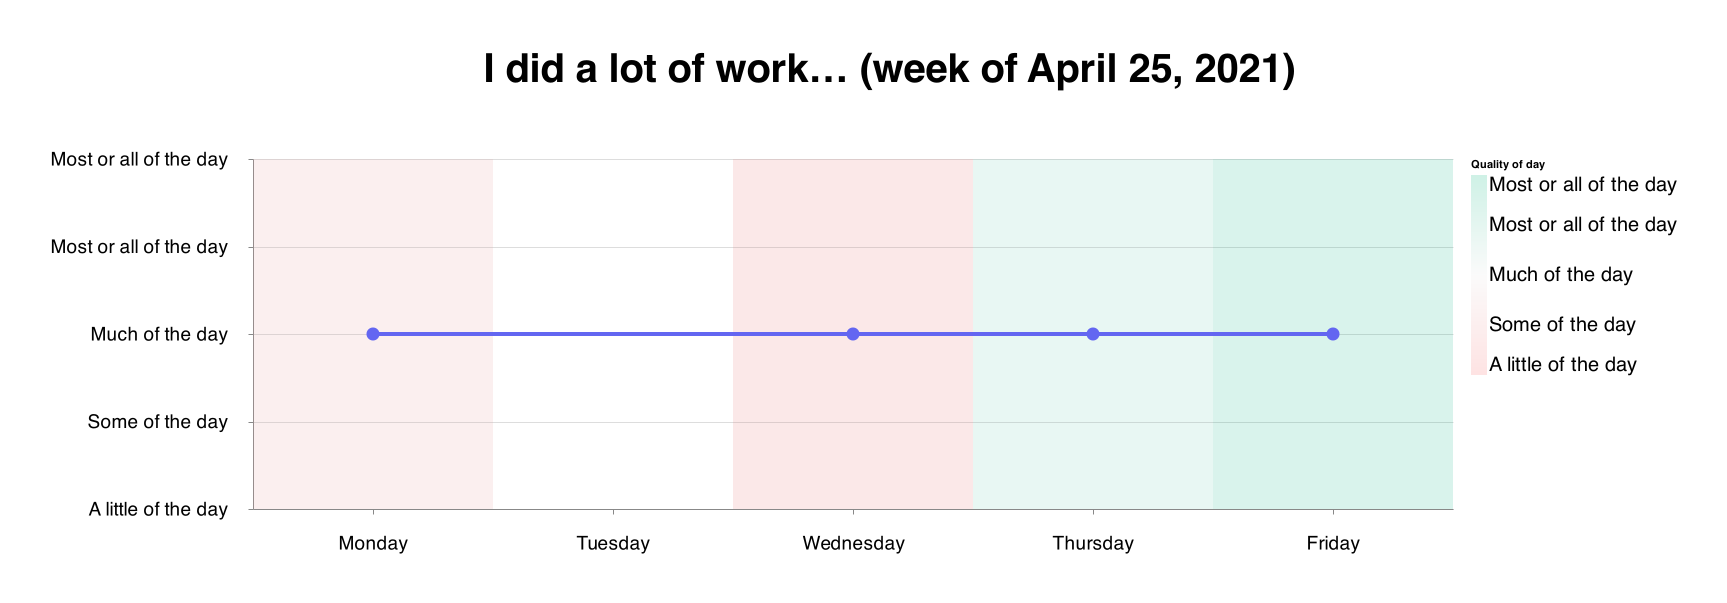 I did a lot of work… (week of April 25, 2021)
Most or all of the day
Most or all of the day
Much of the day
Some of the day
A little of the day
Monday
Tuesday
Wednesday
Thursday
Friday
Quality of day
Most or all of the day
Most or all of the day
Much of the day
Some of the day
A little of the day